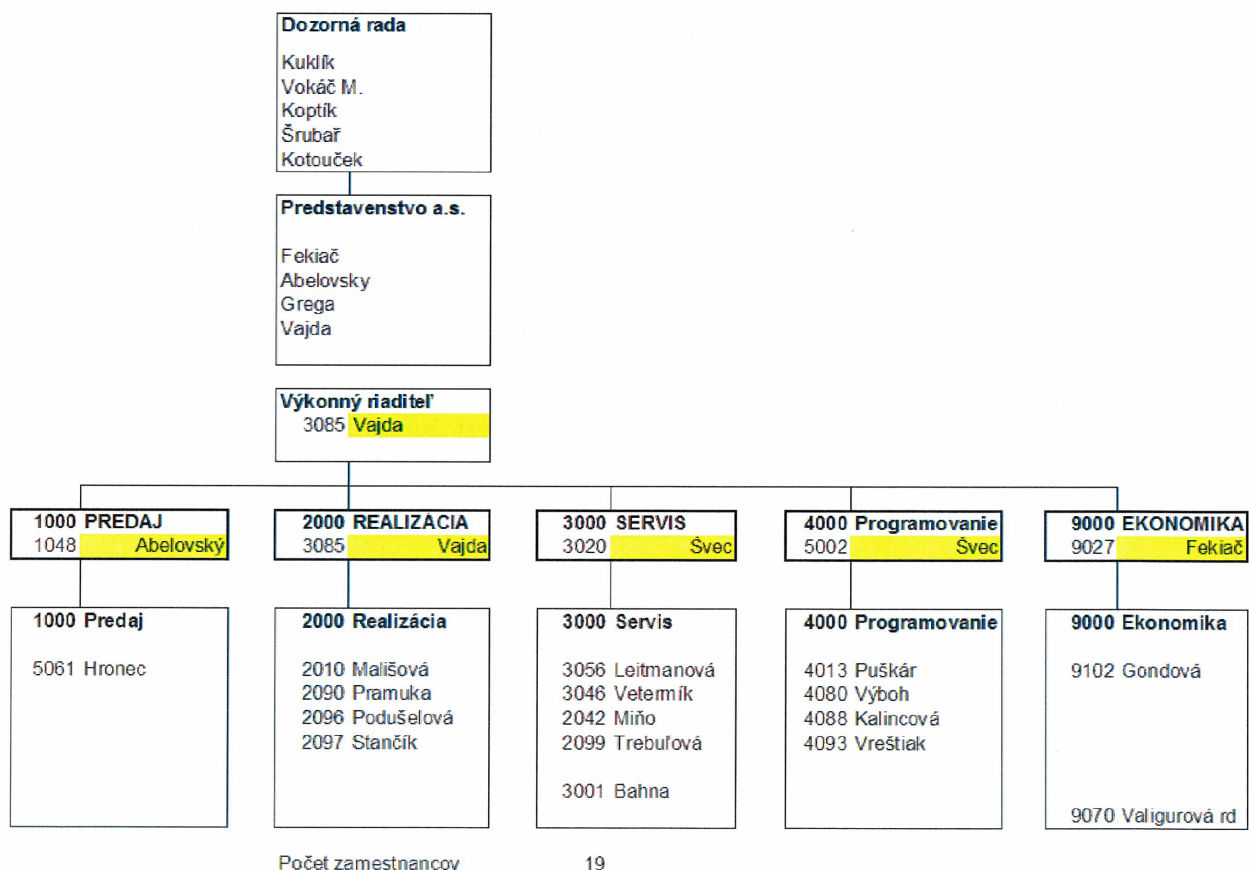 Dozorná rada
Kuklík
Vokáč M.
Koptík
Šrubař
Kotouček
Predstavenstvo a.s.
Fekiač
Abelovsky
Grega
Vajda
Výkonný riaditeľ
3085 Vajda
1000 PREDAJ
1048 Abelovský
2000 REALIZÁCIA
3085 Vajda
3000 SERVIS
3020 Švec
4000 Programovanie
5002 Švec
9000 EKONOMIKA
9027 Fekiač
1000 Predaj
5061 Hronec
2000 Realizácia
2010 Mališová
2090 Pramuka
2096 Podušelová
2097 Stančík
3000 Servis
3056 Leitmanová
3046 Veterník
2042 Miňo
2099 Trebuľová
3001 Bahna
4000 Programovanie
4013 Puškár
4080 Výboh
4088 Kalincová
4093 Vreštiak
9000 Ekonomika
9102 Gondová
9070 Valigurová rd
Počet zamestnancov 19